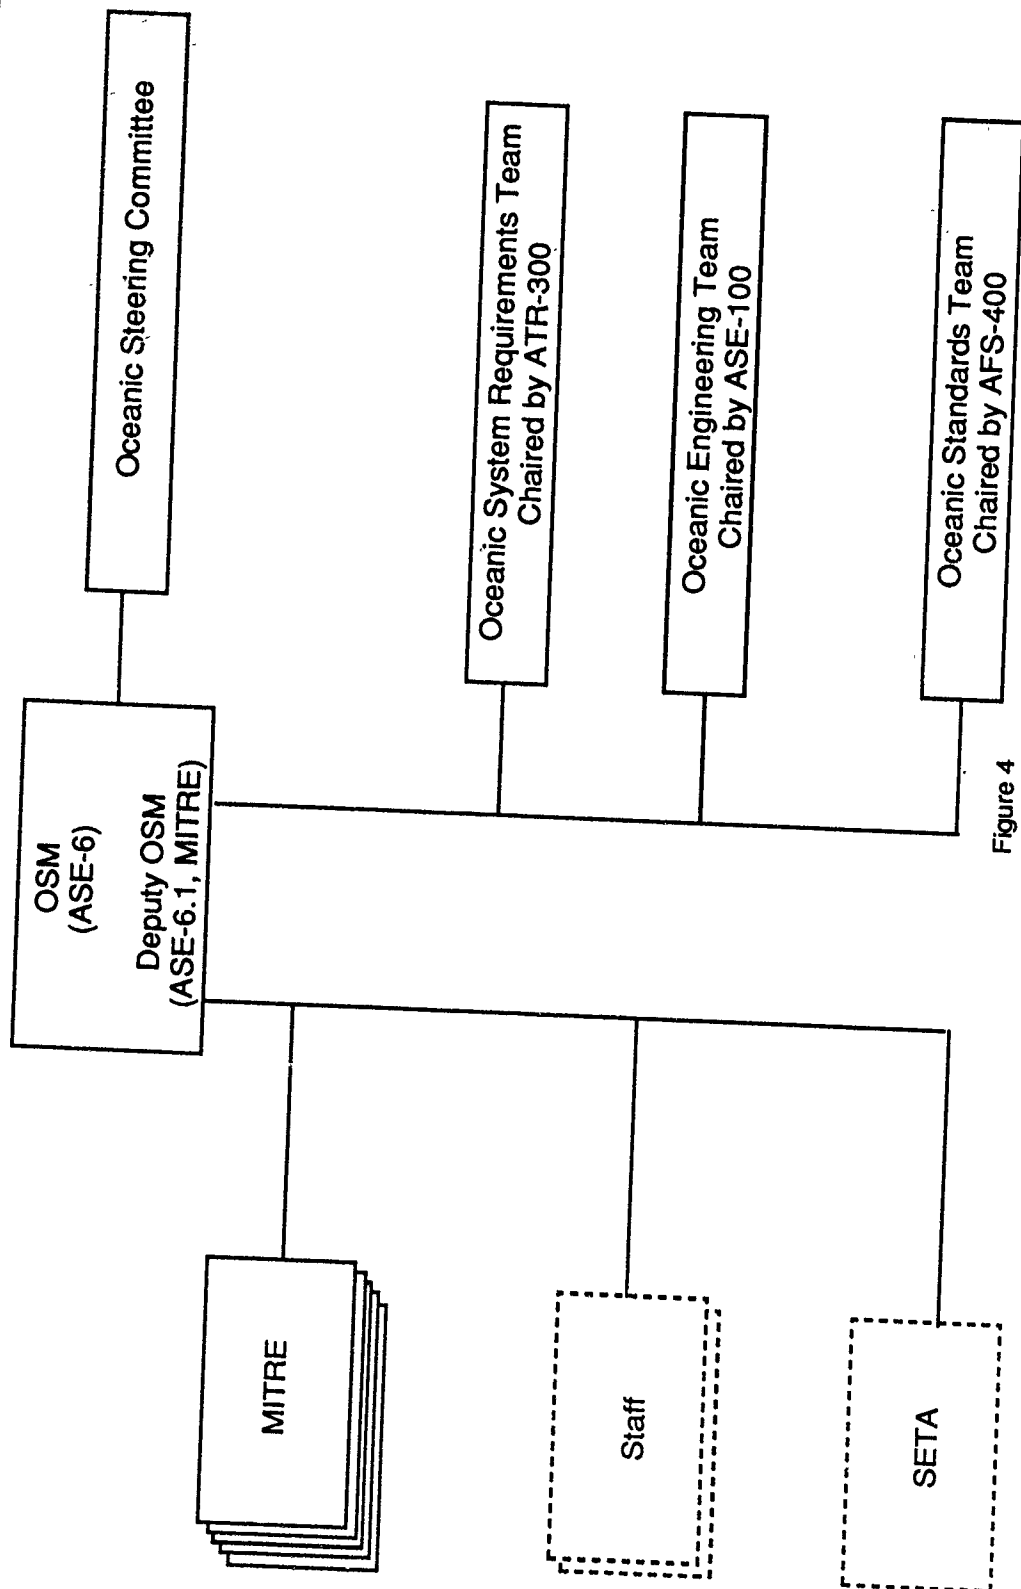 OSM
(ASE-6)
Deputy OSM
(ASE-6.1, MITRE)
Oceanic Steering Committee
MITRE
Staff
SETA
Oceanic System Requirements Team
Chaired by ATR-300
Oceanic Engineering Team
Chaired by ASE-100
Oceanic Standards Team
Chaired by AFS-400
Figure 4